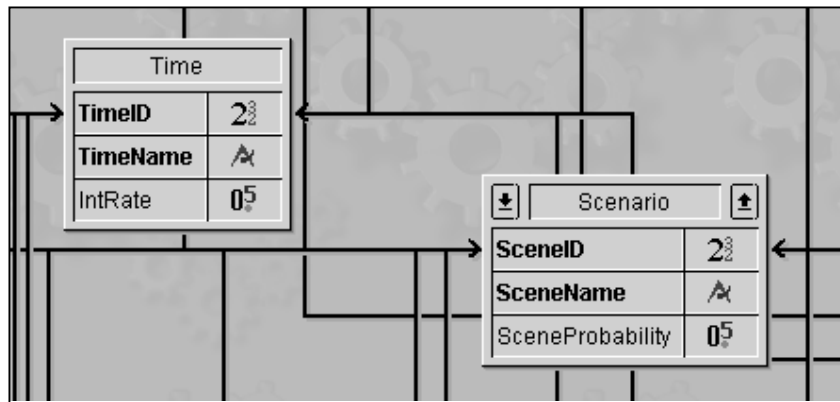 Time
TimeID
TimeName
IntRate
Scenario
SceneID
SceneName
SceneProbability